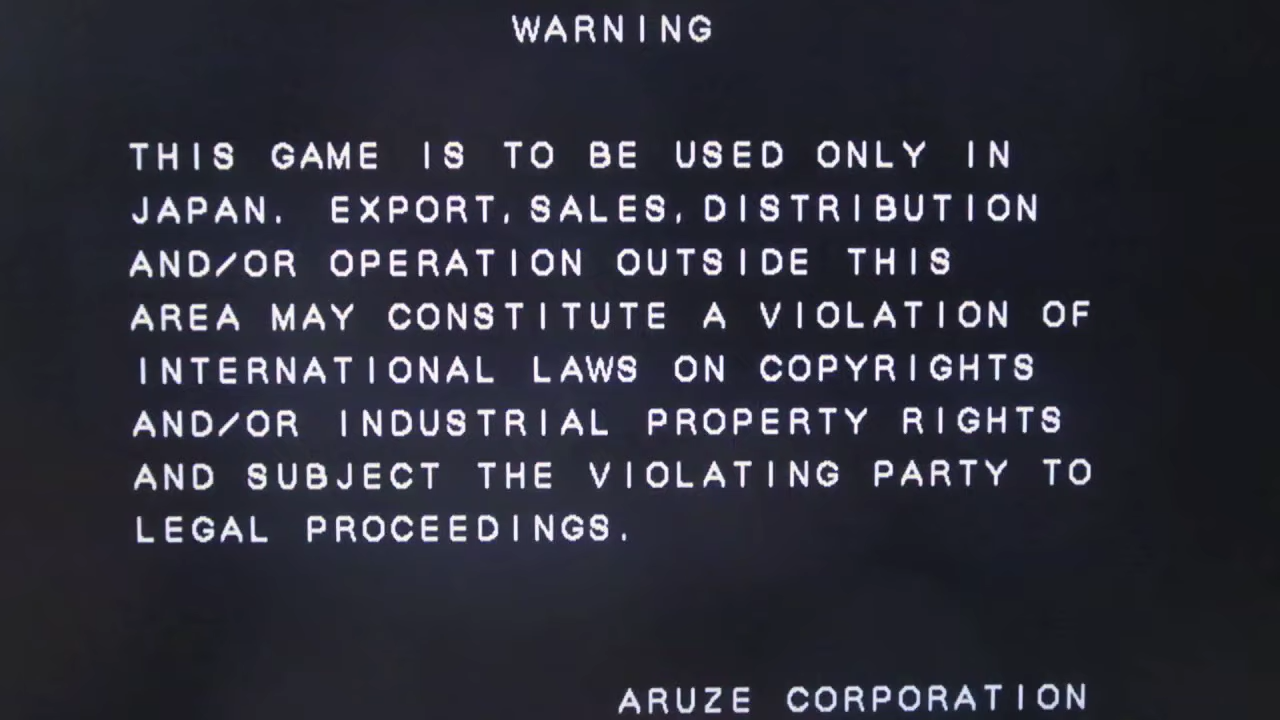 WARNING
THIS GAME IS TO BE USED ONLY IN
JAPAN. EXPORT, SALES, DISTRIBUTION
AND/OR OPERATION OUTSIDE THIS
AREA MAY CONSTITUTE A VIOLATION OF
INTERNATIONAL LAWS ON COPYRIGHTS
AND/OR INDUSTRIAL PROPERTY RIGHTS
AND SUBJECT THE VIOLATING PARTY TO
LEGAL PROCEEDINGS.
ARUZE CORPORATION